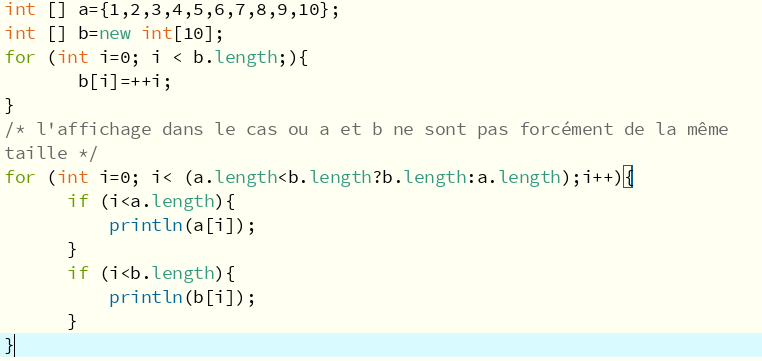 int [] a={1,2,3,4,5,6,7,8,9,10};
int [] b=new int[10];
for (int i=0; i < b.length;){
b[i]=++i;
}
/* l'affichage dans le cas ou a et b ne sont pas forcément de la même
taille */
for (int i=0; i< (a.length<b.length?b.length:a.length);i++){
if (i<a.length){
println(a[i]);
}
if (i<b.length){
println(b[i]);
}
}